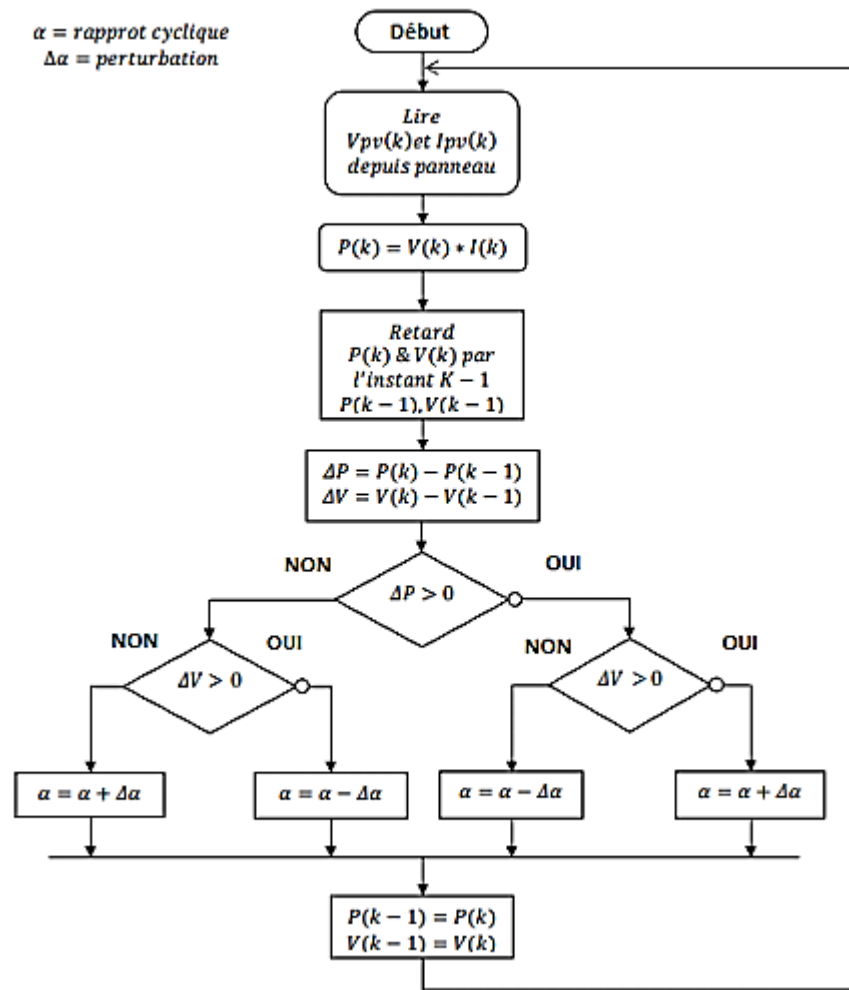 α = rapprot cyclique
Δα = perturbation
Début
Lire
Vpv(k)et Ipv(k)
depuis panneau
P(k) = V(k) * I(k)
Retard
P(k) & V(k) par
l'instant K − 1
P(k − 1), V(k − 1)
ΔP = P(k) − P(k − 1)
ΔV = V(k) − V(k − 1)
NON
OUI
ΔP > 0
NON
OUI
NON
OUI
ΔV > 0
ΔV > 0
α = α + Δα
α = α − Δα
α = α − Δα
α = α + Δα
P(k − 1) = P(k)
V(k − 1) = V(k)